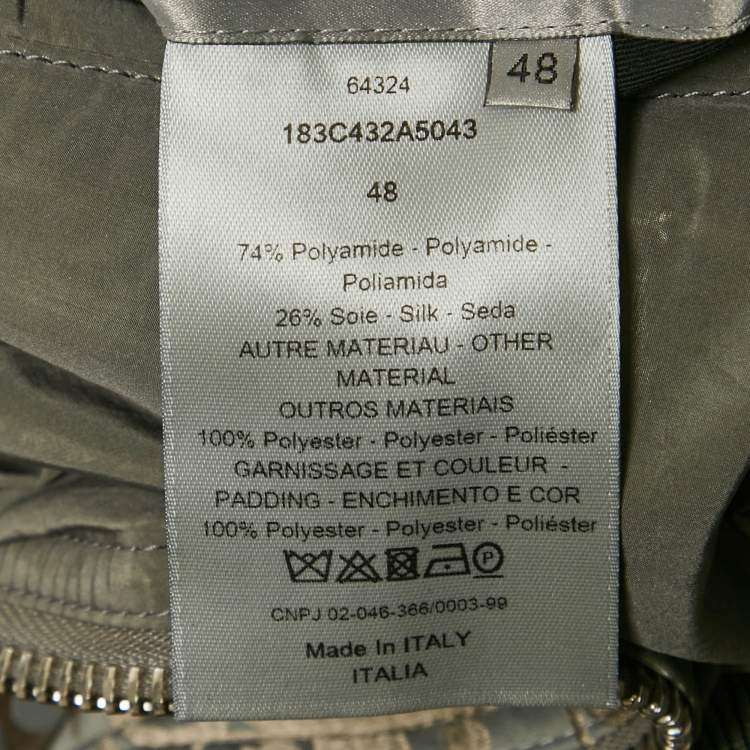 48
64324
183C432A5043
48
74% Polyamide - Polyamide -
Poliamida
26% Soie - Silk - Seda
AUTRE MATERIAU - OTHER
MATERIAL
OUTROS MATERIAIS
100% Polyester - Polyester - Poliéster
GARNISSAGE ET COULEUR -
PADDING - ENCHIMENTO E COR
100% Polyester - Polyester - Poliéster
P
CNPJ 02-046-366/0003-99
Made In ITALY
ITALIA